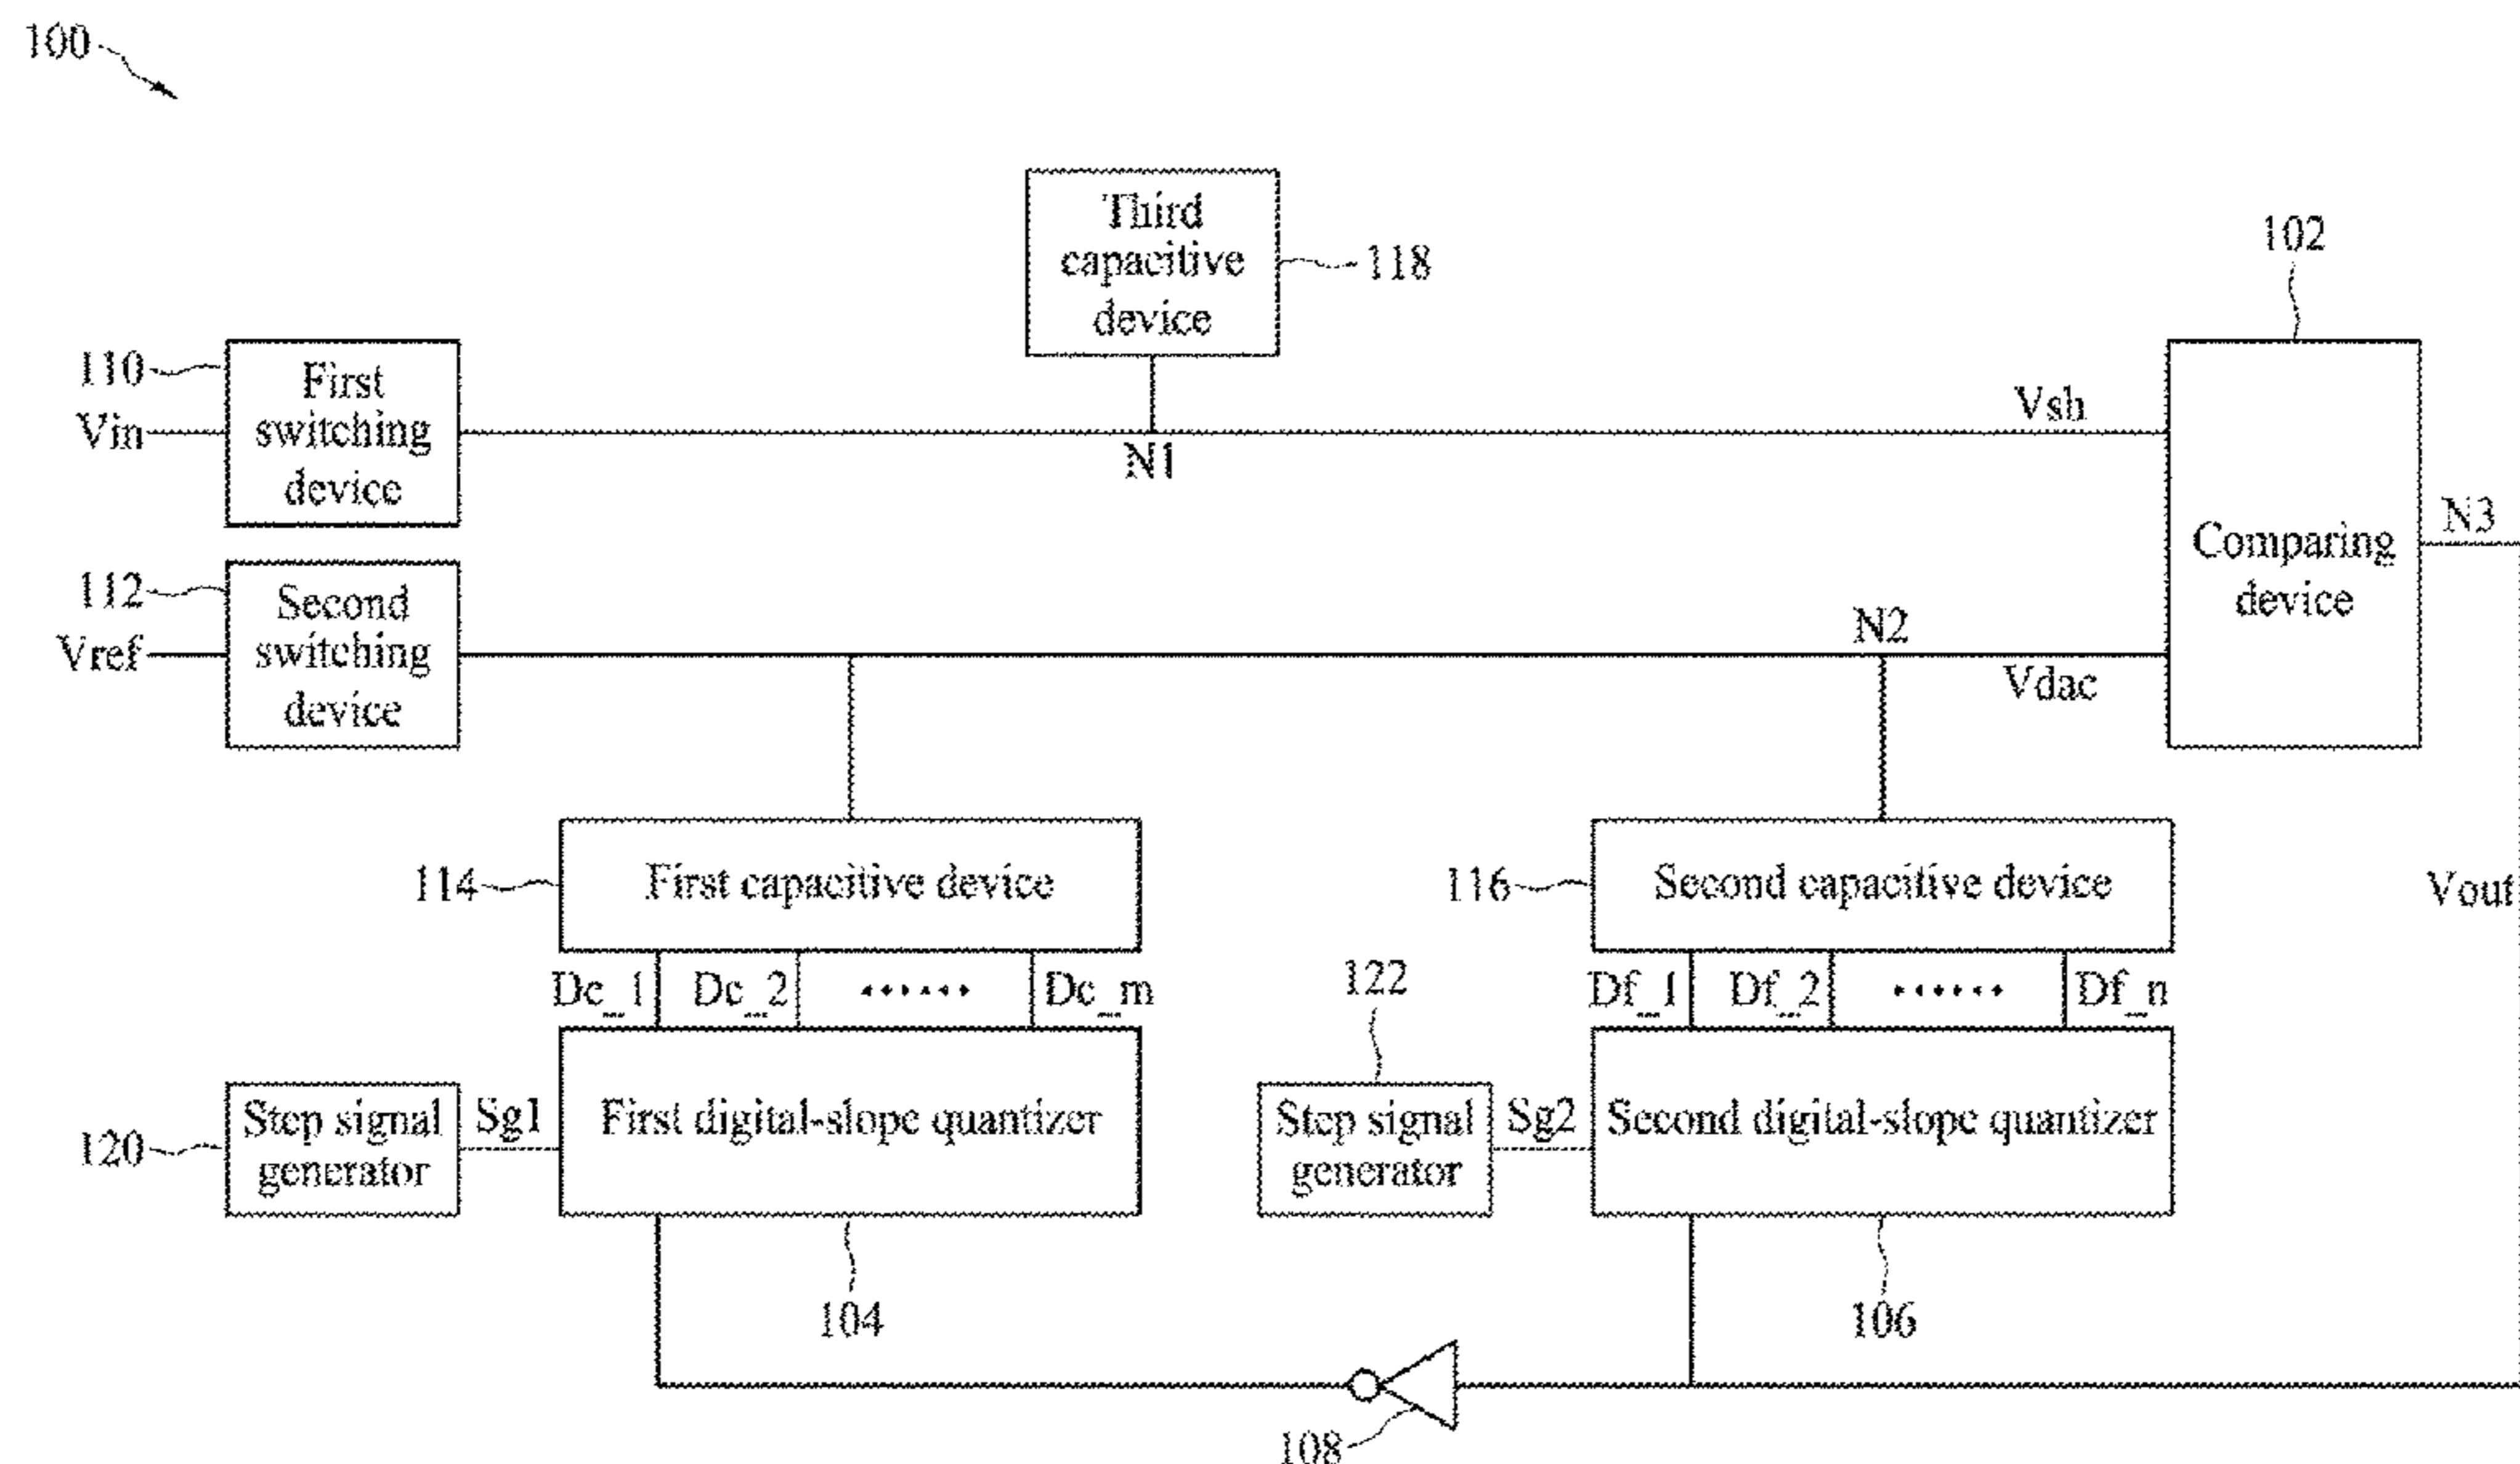 100
Third
capacitive
device
118
102
110
First
switching
device
Vin
Vsh
N1
N3
Comparing
device
112
Second
switching
device
Vref
N2
Vdac
114
First capacitive device
116
Second capacitive device
Vout
Dc_1
Dc_2
......
Dc_m
122
Df_1
Df_2
......
Df_n
120
Step signal
generator
Sg1
First digital-slope quantizer
Step signal
generator
Sg2
Second digital-slope quantizer
104
106
108